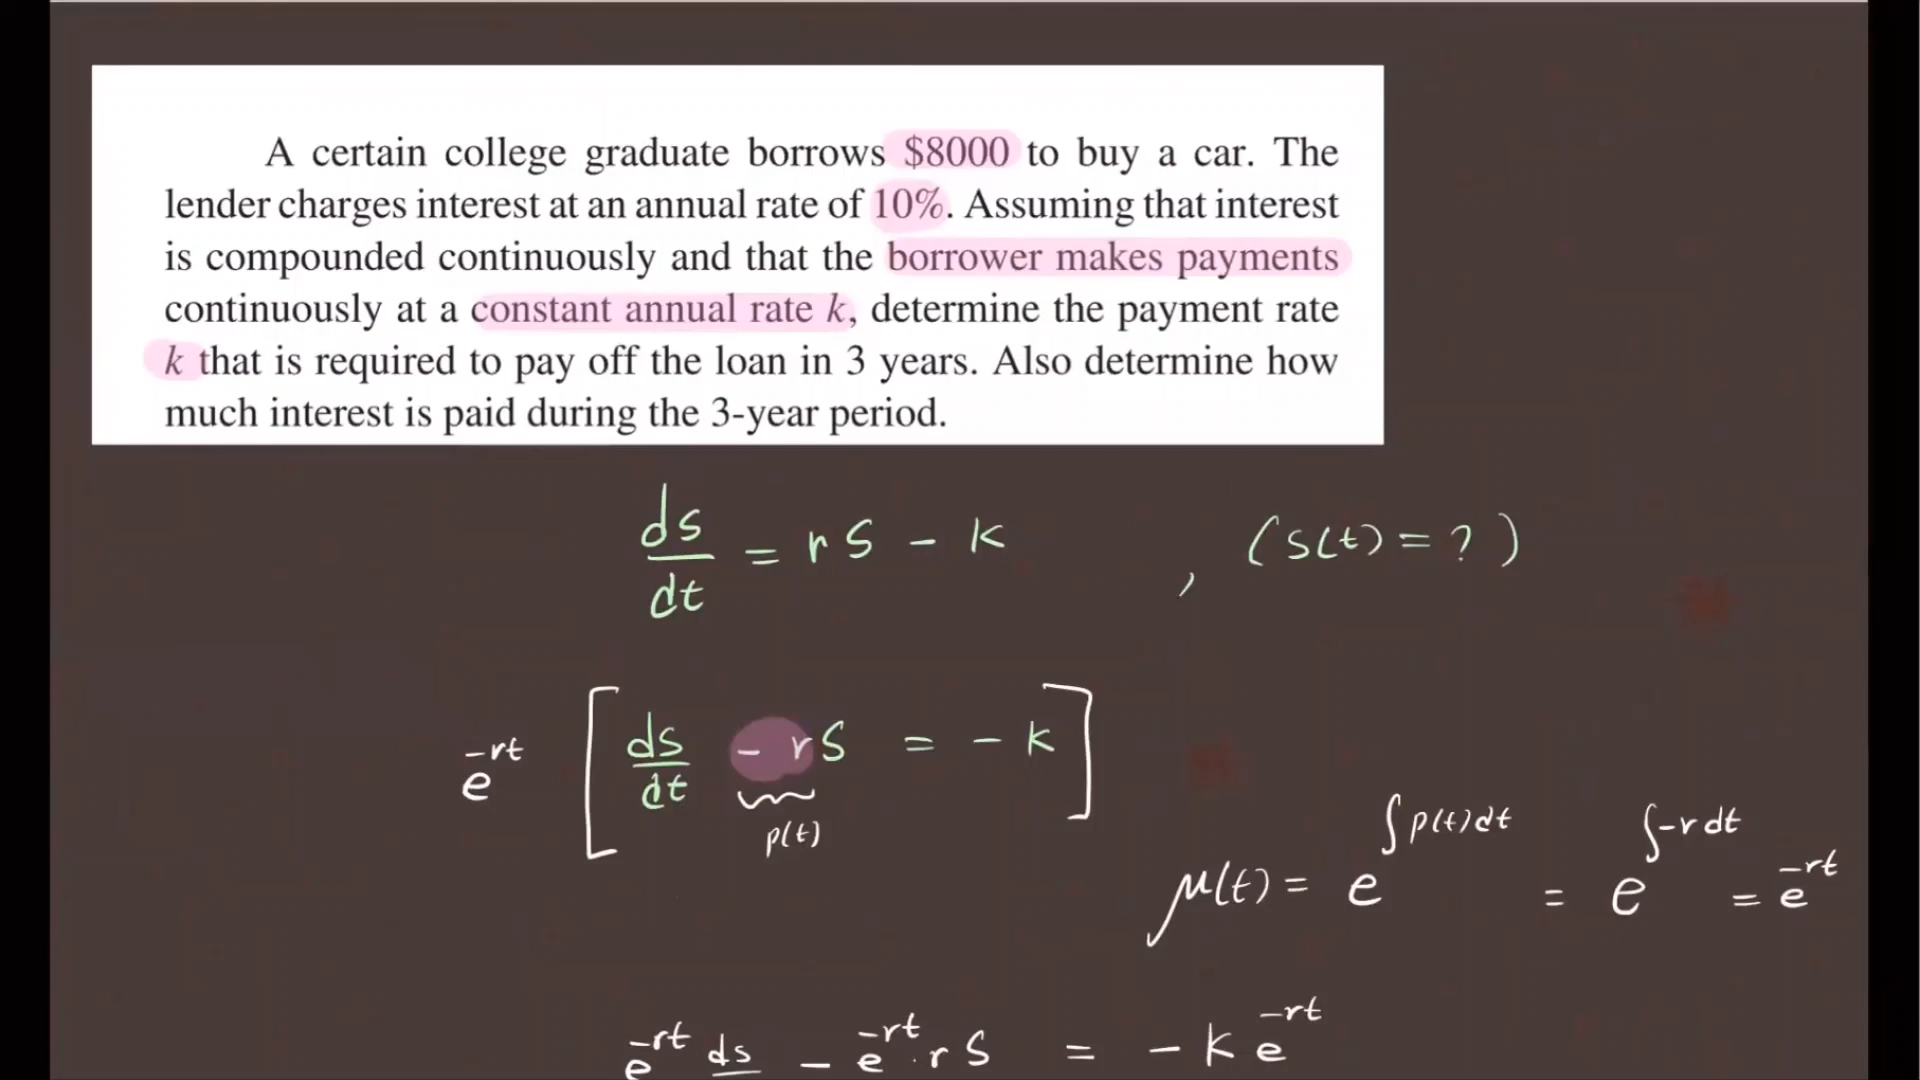 A certain college graduate borrows $8000 to buy a car. The
lender charges interest at an annual rate of 10%. Assuming that interest
is compounded continuously and that the borrower makes payments
continuously at a constant annual rate k, determine the payment rate
k that is required to pay off the loan in 3 years. Also determine how
much interest is paid during the 3-year period.
ds/dt = rS - k , (S(t) = ?)
e^{-rt} [ ds/dt - rS = - k ]
p(t)
μ(t) = e^{∫p(t)dt} = e^{∫-r dt} = e^{-rt}
e^{-rt} ds - e^{-rt} · r S = - k e^{-rt}